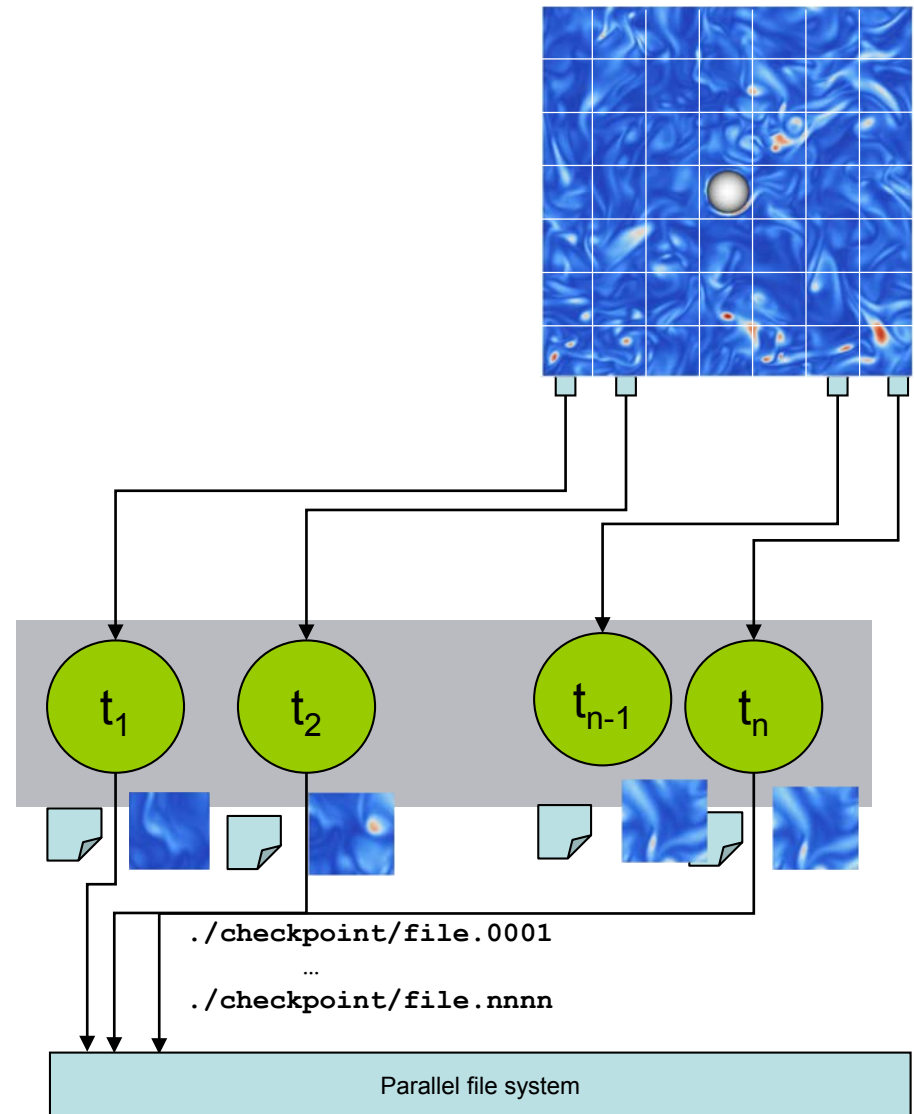 t1
t2
tn-1
tn
./checkpoint/file.0001
…
./checkpoint/file.nnnn
Parallel file system